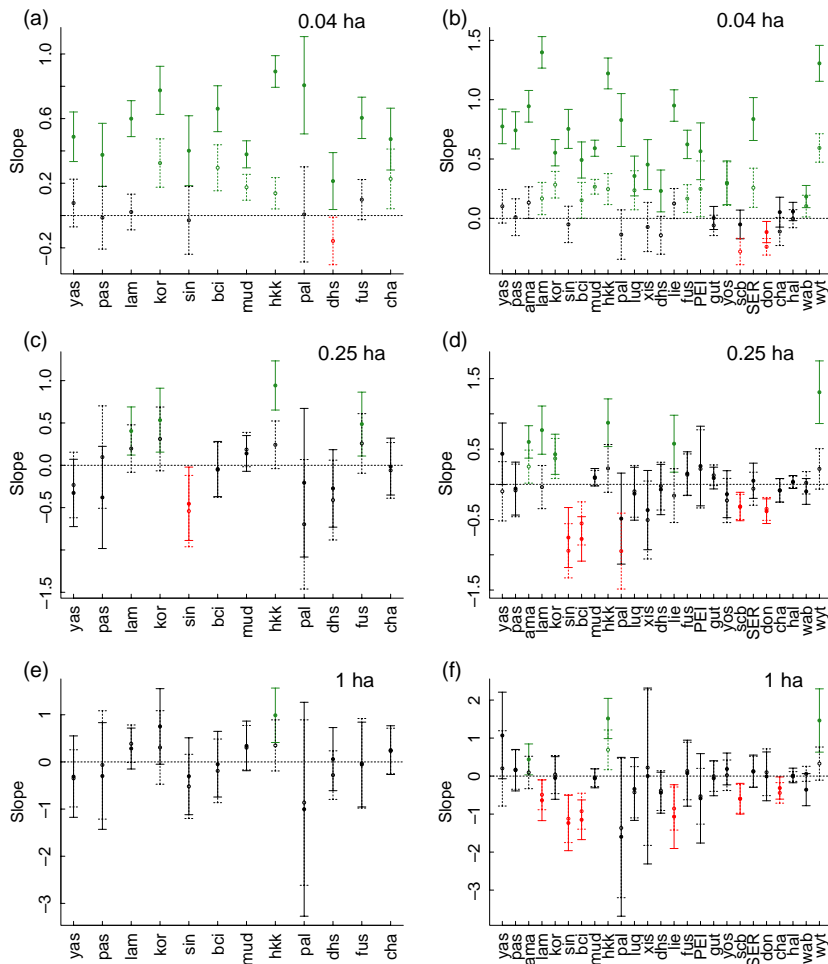 (a) 0.04 ha
Slope
1.0
0.6
0.2
−0.2
yas pas lam kor sin bci mud hkk pal dhs fus cha
(b) 0.04 ha
Slope
1.5
1.0
0.5
0.0
−0.5
yas pas ama lam kor sin bci mud hkk pal luq xis dhs lie fus PEI gut yos scb SER don cha hal wab wyt
(c) 0.25 ha
Slope
1.0
0.5
0.0
−0.5
−1.5
yas pas lam kor sin bci mud hkk pal dhs fus cha
(d) 0.25 ha
Slope
1.5
0.5
−0.5
−1.5
yas pas ama lam kor sin bci mud hkk pal luq xis dhs lie fus PEI gut yos scb SER don cha hal wab wyt
(e) 1 ha
Slope
1
0
−1
−2
−3
yas pas lam kor sin bci mud hkk pal dhs fus cha
(f) 1 ha
Slope
2
1
0
−1
−2
−3
yas pas ama lam kor sin bci mud hkk pal luq xis dhs lie fus PEI gut yos scb SER don cha hal wab wyt